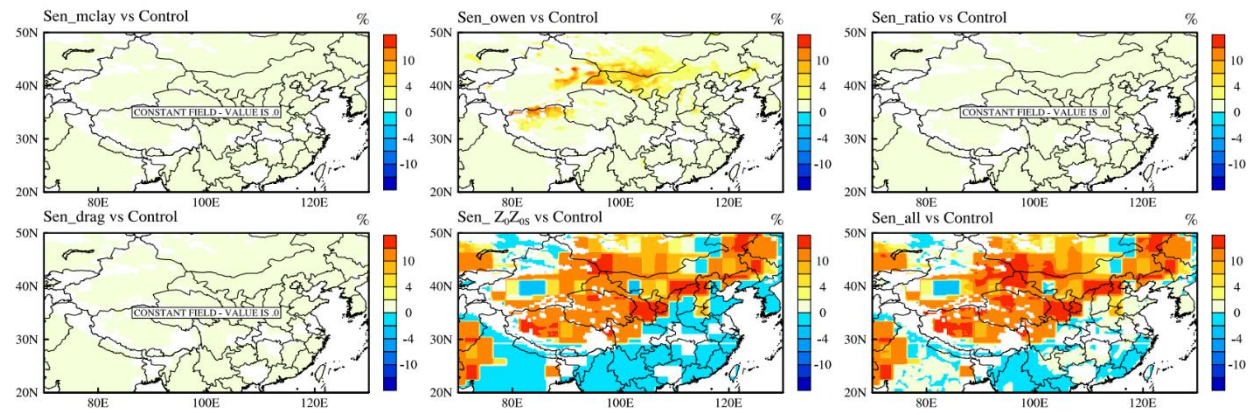 Sen_mclay vs Control %
50N
40N
30N
20N
80E 100E 120E
CONSTANT FIELD - VALUE IS .0
10
4
0
-4
-10
Sen_owen vs Control %
50N
40N
30N
20N
80E 100E 120E
10
4
0
-4
-10
Sen_ratio vs Control %
50N
40N
30N
20N
80E 100E 120E
CONSTANT FIELD - VALUE IS .0
10
4
0
-4
-10
Sen_drag vs Control %
50N
40N
30N
20N
80E 100E 120E
CONSTANT FIELD - VALUE IS .0
10
4
0
-4
-10
Sen_ Z₀Z₀S vs Control %
50N
40N
30N
20N
80E 100E 120E
10
4
0
-4
-10
Sen_all vs Control %
50N
40N
30N
20N
80E 100E 120E
10
4
0
-4
-10